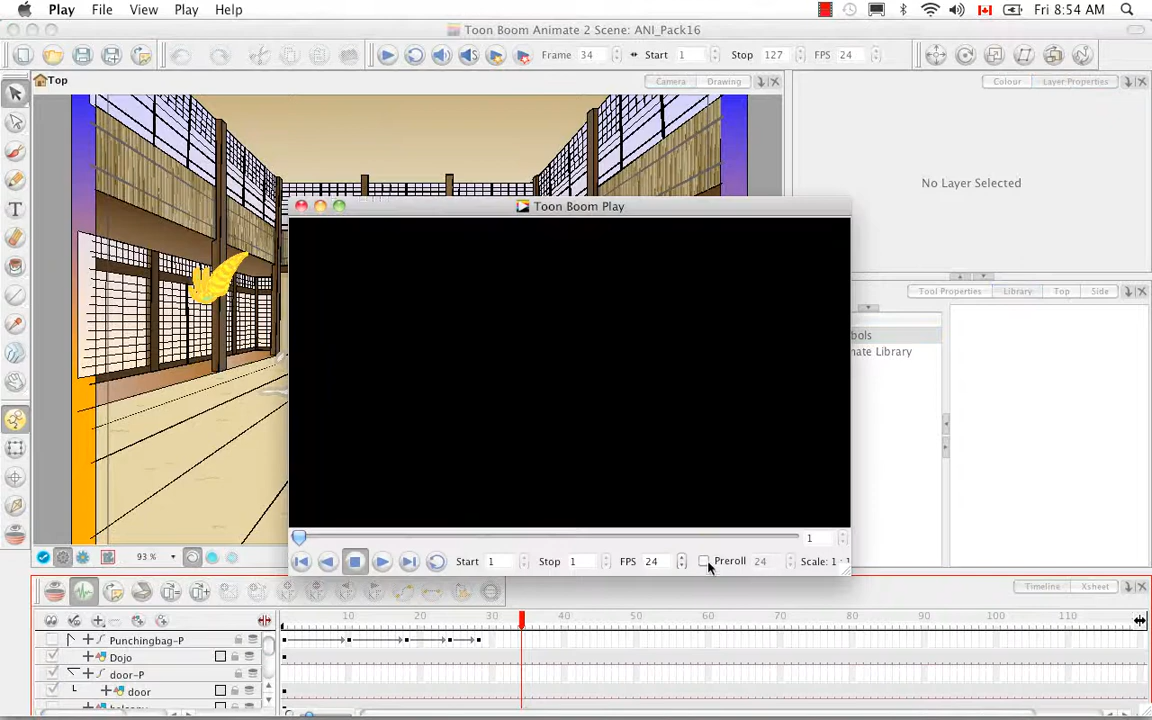 Play File View Play Help Fri 8:54 AM
Toon Boom Animate 2 Scene: ANI_Pack16
Frame 34 Start 1 Stop 127 FPS 24
Top Camera Drawing Colour Layer Properties
No Layer Selected
Toon Boom Play
Tool Properties Library Top Side
1
Start 1 Stop 1 FPS 24 Preroll 24 Scale: 1 : 1
93 %
Timeline Xsheet
10 20 30 40 50 60 70 80 90 100 110
Punchingbag-P
Dojo
door-P
door